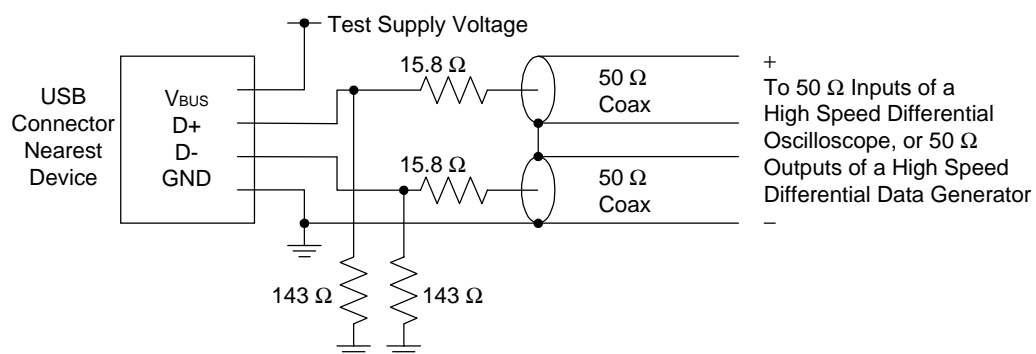 Test Supply Voltage
USB
Connector
Nearest
Device
VBUS
D+
D-
GND
15.8 Ω
50 Ω
Coax
15.8 Ω
50 Ω
Coax
143 Ω
143 Ω
+
To 50 Ω Inputs of a
High Speed Differential
Oscilloscope, or 50 Ω
Outputs of a High Speed
Differential Data Generator
−